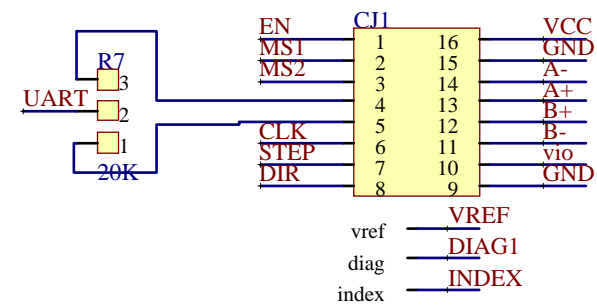 CJ1
EN 1 16 VCC
MS1 2 15 GND
MS2 3 14 A-
4 13 A+
5 12 B+
CLK 6 11 B-
STEP 7 10 vio
DIR 8 9 GND
R7
3
UART 2
1
20K
vref VREF
diag DIAG1
index INDEX